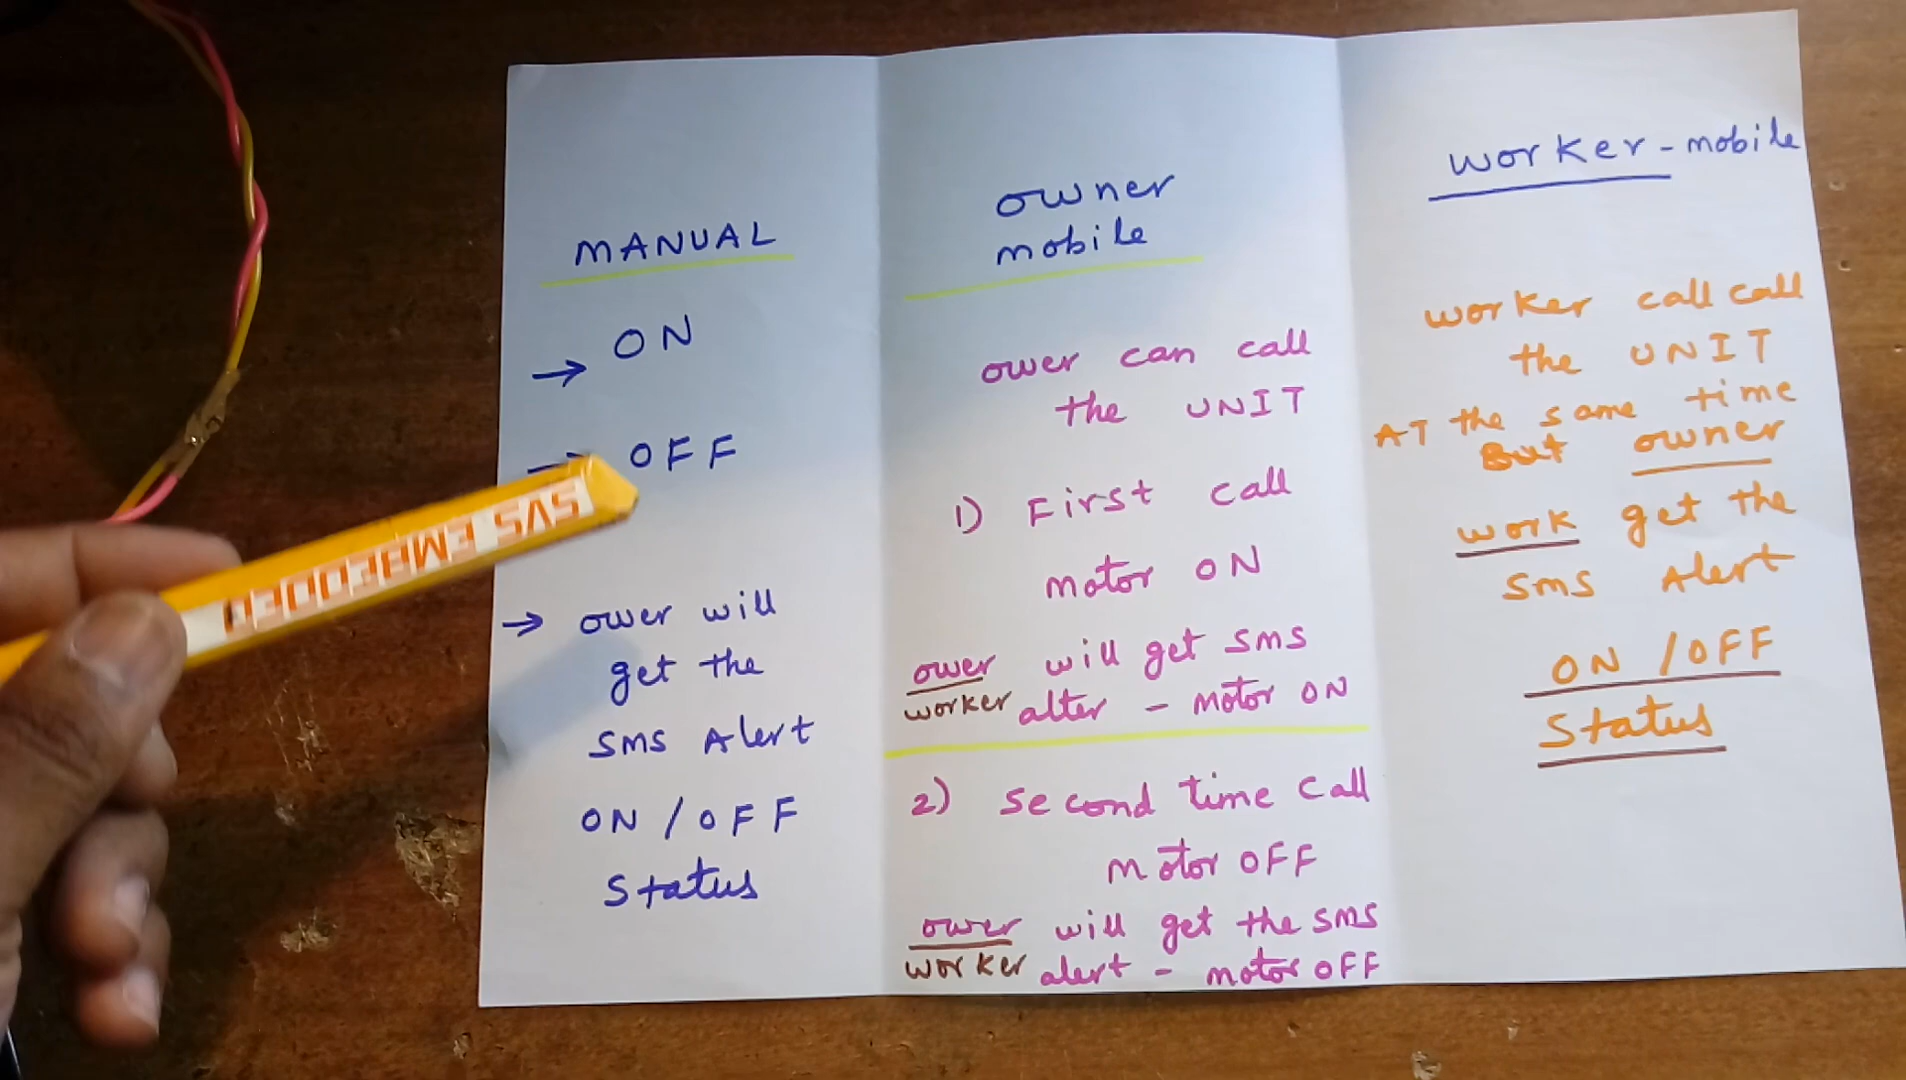 MANUAL
→ ON
→ OFF
→ ower will
get the
SMS Alert
ON / OFF
Status
owner
mobile
ower can call
the UNIT
1) First call
motor ON
ower will get SMS
worker alter - motor ON
2) Second time call
motor OFF
ower will get the SMS
worker alert - motor OFF
worker - mobile
worker call call
the UNIT
AT the same time
But owner
work get the
SMS Alert
ON / OFF
Status
SVS EMBEDDED